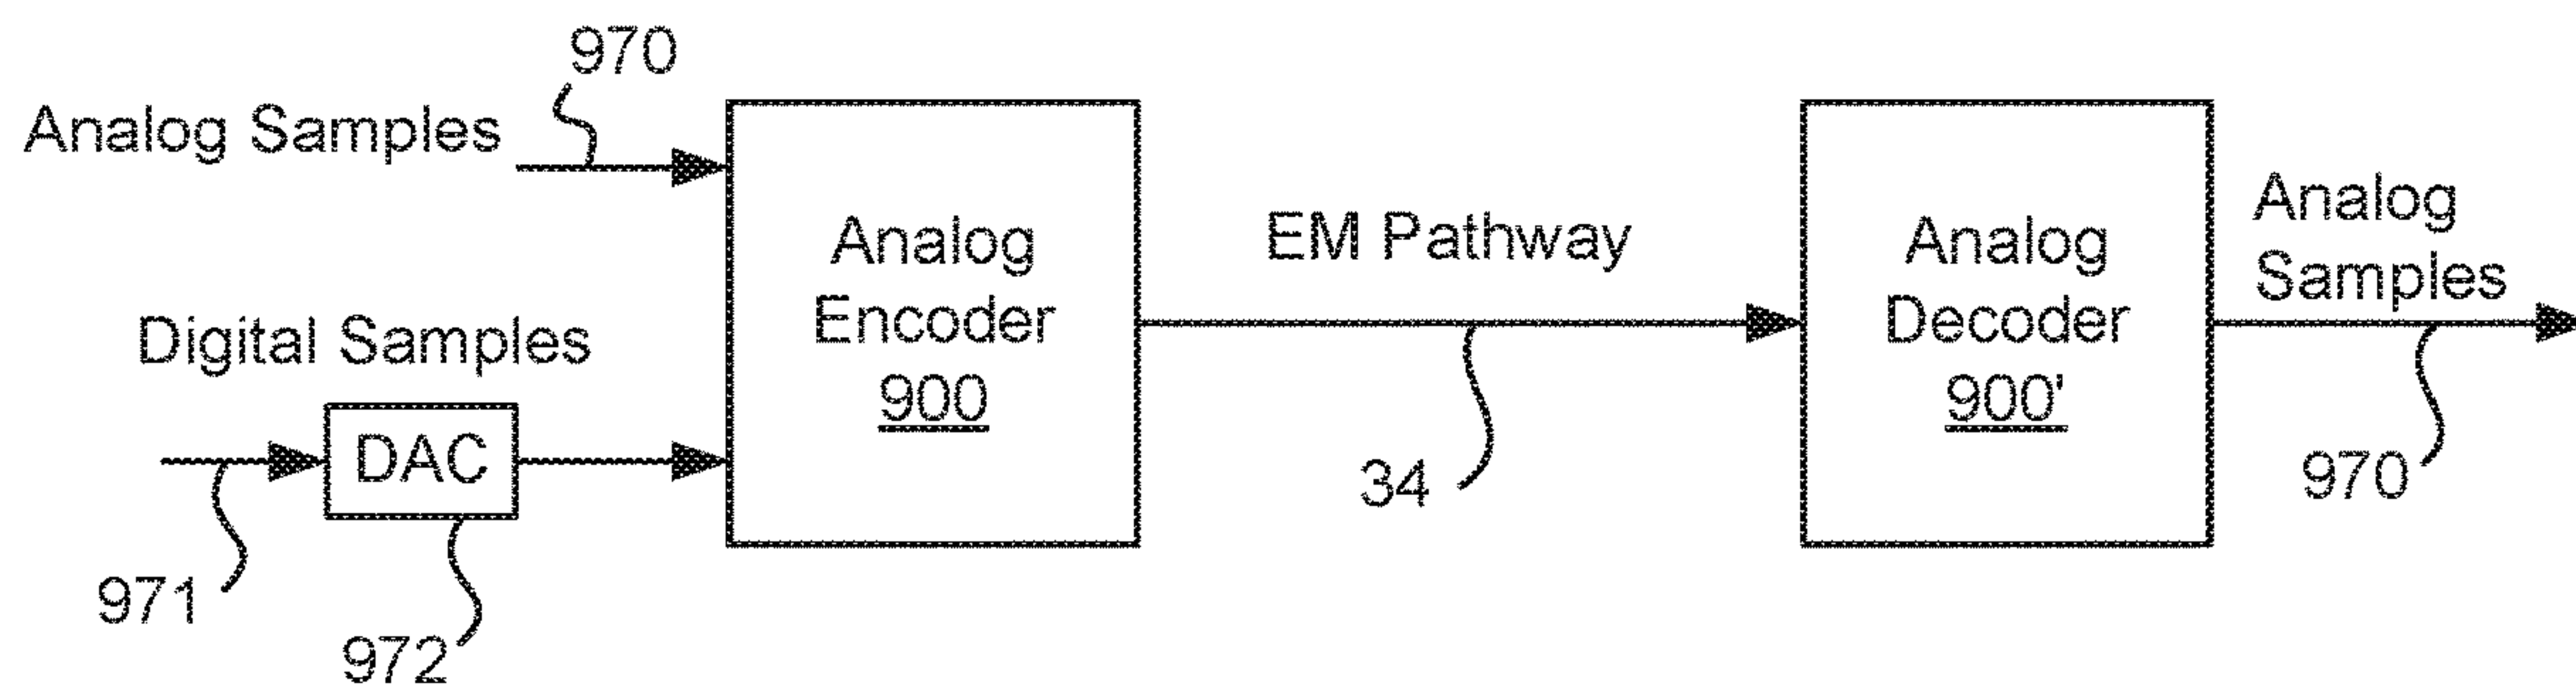 970
Analog Samples
Analog
Encoder
900
EM Pathway
34
Analog
Decoder
900'
Analog
Samples
970
Digital Samples
DAC
971
972